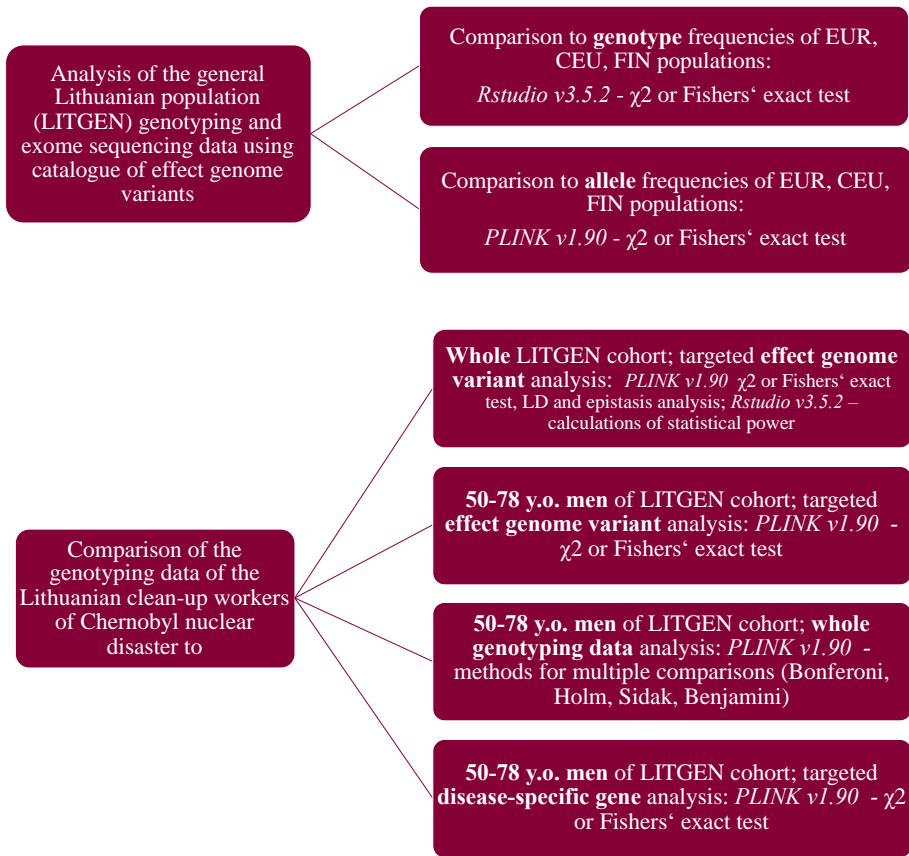 Analysis of the general
Lithuanian population
(LITGEN) genotyping and
exome sequencing data using
catalogue of effect genome
variants
Comparison to genotype frequencies of EUR,
CEU, FIN populations:
Rstudio v3.5.2 - χ2 or Fishers‘ exact test
Comparison to allele frequencies of EUR, CEU,
FIN populations:
PLINK v1.90 - χ2 or Fishers‘ exact test
Comparison of the
genotyping data of the
Lithuanian clean-up workers
of Chernobyl nuclear
disaster to
Whole LITGEN cohort; targeted effect genome
variant analysis: PLINK v1.90 χ2 or Fishers‘ exact
test, LD and epistasis analysis; Rstudio v3.5.2 –
calculations of statistical power
50-78 y.o. men of LITGEN cohort; targeted
effect genome variant analysis: PLINK v1.90 -
χ2 or Fishers‘ exact test
50-78 y.o. men of LITGEN cohort; whole
genotyping data analysis: PLINK v1.90 -
methods for multiple comparisons (Bonferoni,
Holm, Sidak, Benjamini)
50-78 y.o. men of LITGEN cohort; targeted
disease-specific gene analysis: PLINK v1.90 - χ2
or Fishers‘ exact test